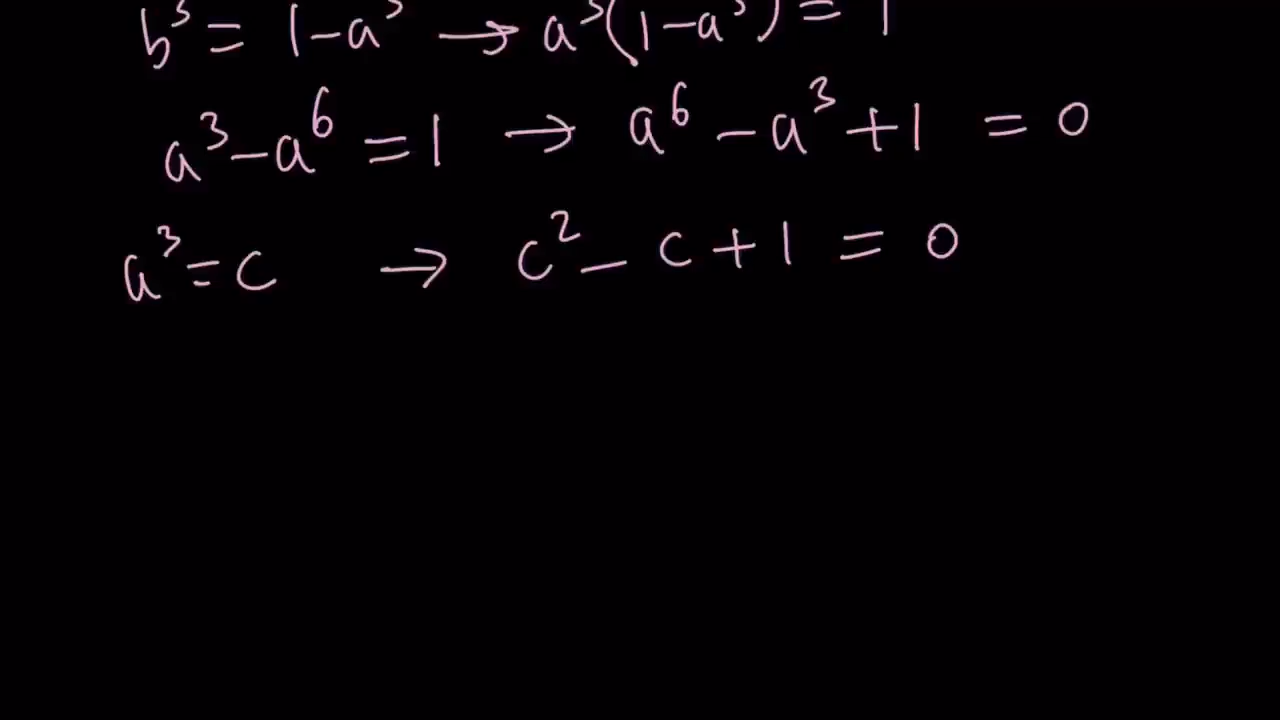 b³ = 1-a³ → a³(1-a³) = 1
a³-a⁶ = 1 → a⁶ -a³ +1 = 0
a³ = c → c² - c + 1 = 0